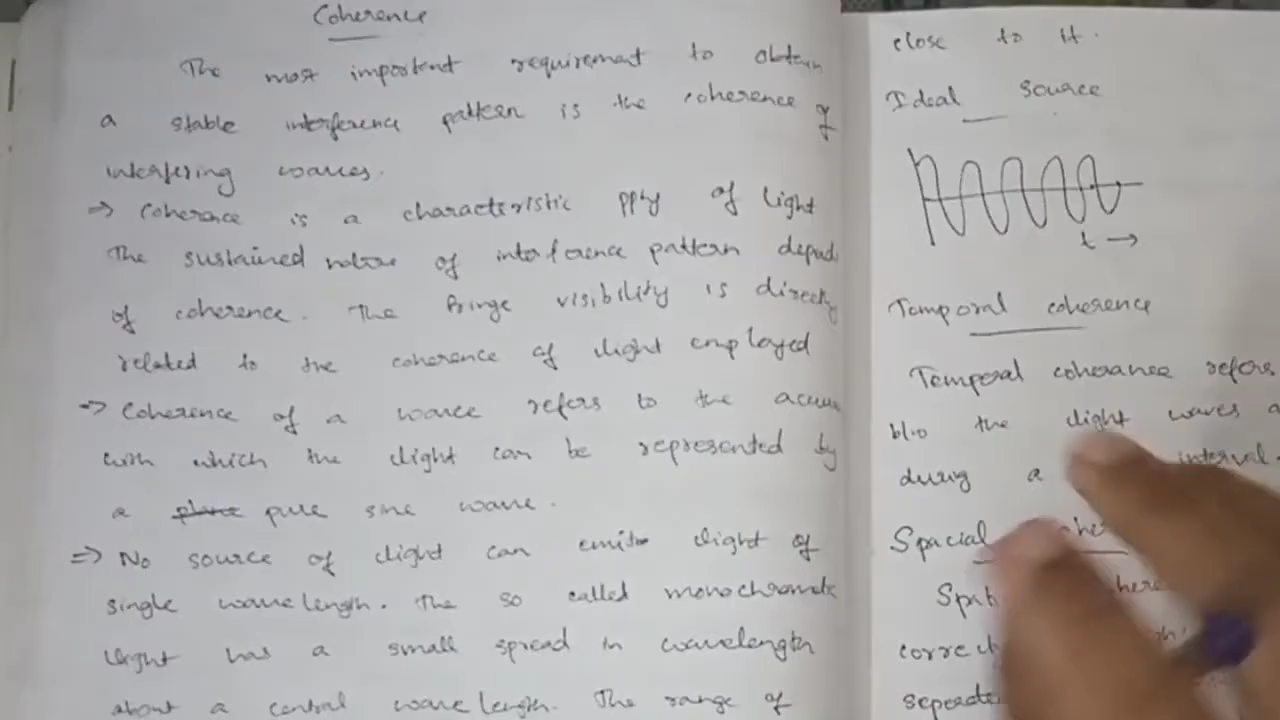 Coherence
The most important requirement to obtain
a stable interference pattern is the coherence of
interfering waves.
=> Coherence is a characteristic ppty of light
The sustained nature of interference pattern depend
of coherence. The fringe visibility is directly
related to the coherence of light employed
=> Coherence of a wave refers to the
with which the light can be represented by
a plane pure sine wave.
=> No source of light can emit light of
single wavelength. The so called monochromatic
light has a small spread in wavelength
about a central wavelength. The range of
close to it.
Ideal source
t →
Temporal coherence
Temporal coherence refers
b/w the light waves
during a interval.
Spacial